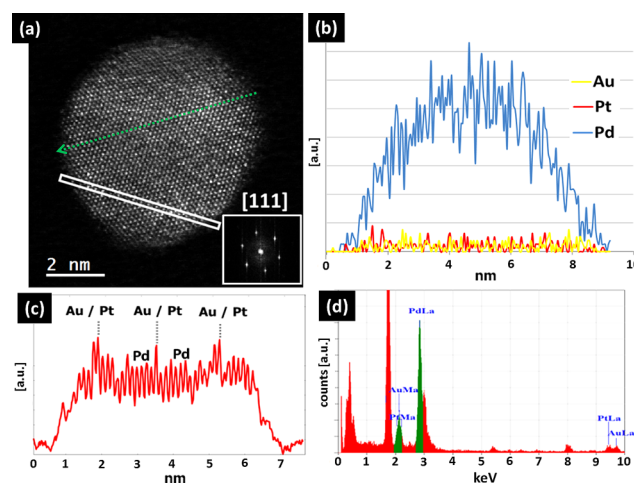 (a)
[111]
2 nm
(b)
Au
Pt
Pd
[a.u.]
0 2 4 6 8 10
nm
(c)
Au / Pt Au / Pt Au / Pt
Pd Pd
[a.u.]
0 1 2 3 4 5 6 7
nm
(d)
PdLa
AuMa
PtMa
PtLa
AuLa
counts [a.u.]
0 1 2 3 4 5 6 7 8 9 10
keV